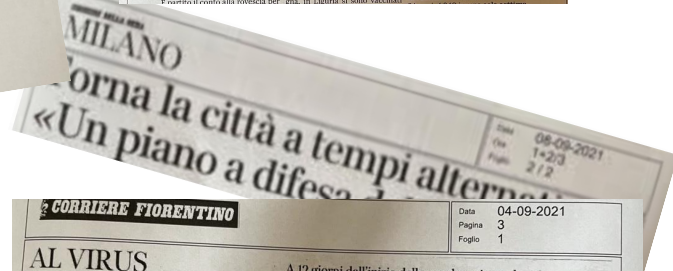 È partito il conto alla rovescia per gna, in Liguria si sono vaccinati
CORRIERE DELLA SERA
MILANO
orna la città a tempi
«Un piano a difesa
Data 08-09-2021
1+2/3
Foglio 2 / 2
CORRIERE FIORENTINO
Data 04-09-2021
Pagina 3
Foglio 1
AL VIRUS
A 12 giorni dall'inizio